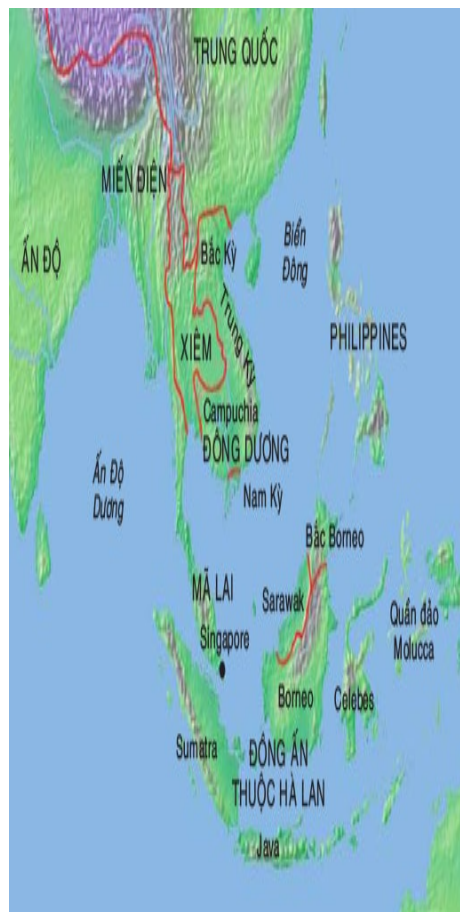 TRUNG QUỐC
MIẾN ĐIỆN
ẤN ĐỘ
Bắc Kỳ
Biển
Đông
Trung Kỳ
XIÊM
PHILIPPINES
Campuchia
ĐÔNG DƯƠNG
Nam Kỳ
Ấn Độ
Dương
Bắc Borneo
MÃ LAI
Sarawak
Quần đảo
Molucca
Singapore
Borneo
Celebes
Sumatra
ĐÔNG ẤN
THUỘC HÀ LAN
Java